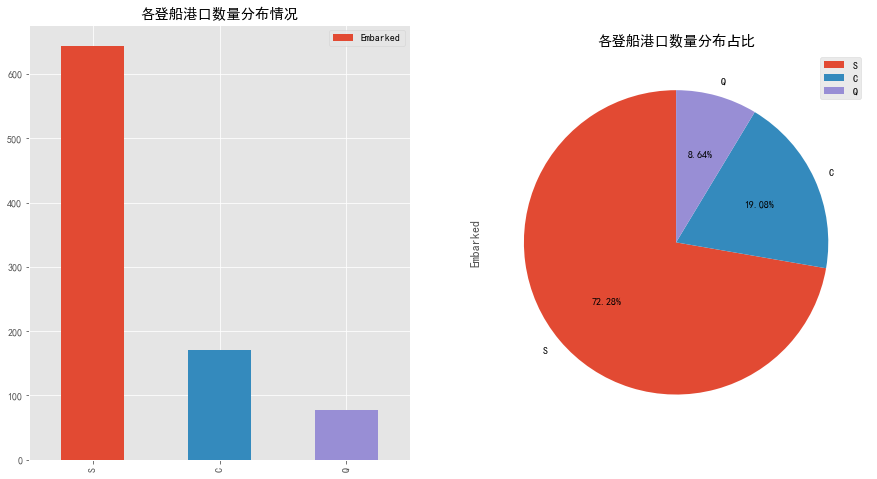 各登船港口数量分布情况
Embarked
600
500
400
300
200
100
0
S
C
Q
各登船港口数量分布占比
S
C
Q
Embarked
Q
8.64%
C
19.08%
72.28%
S